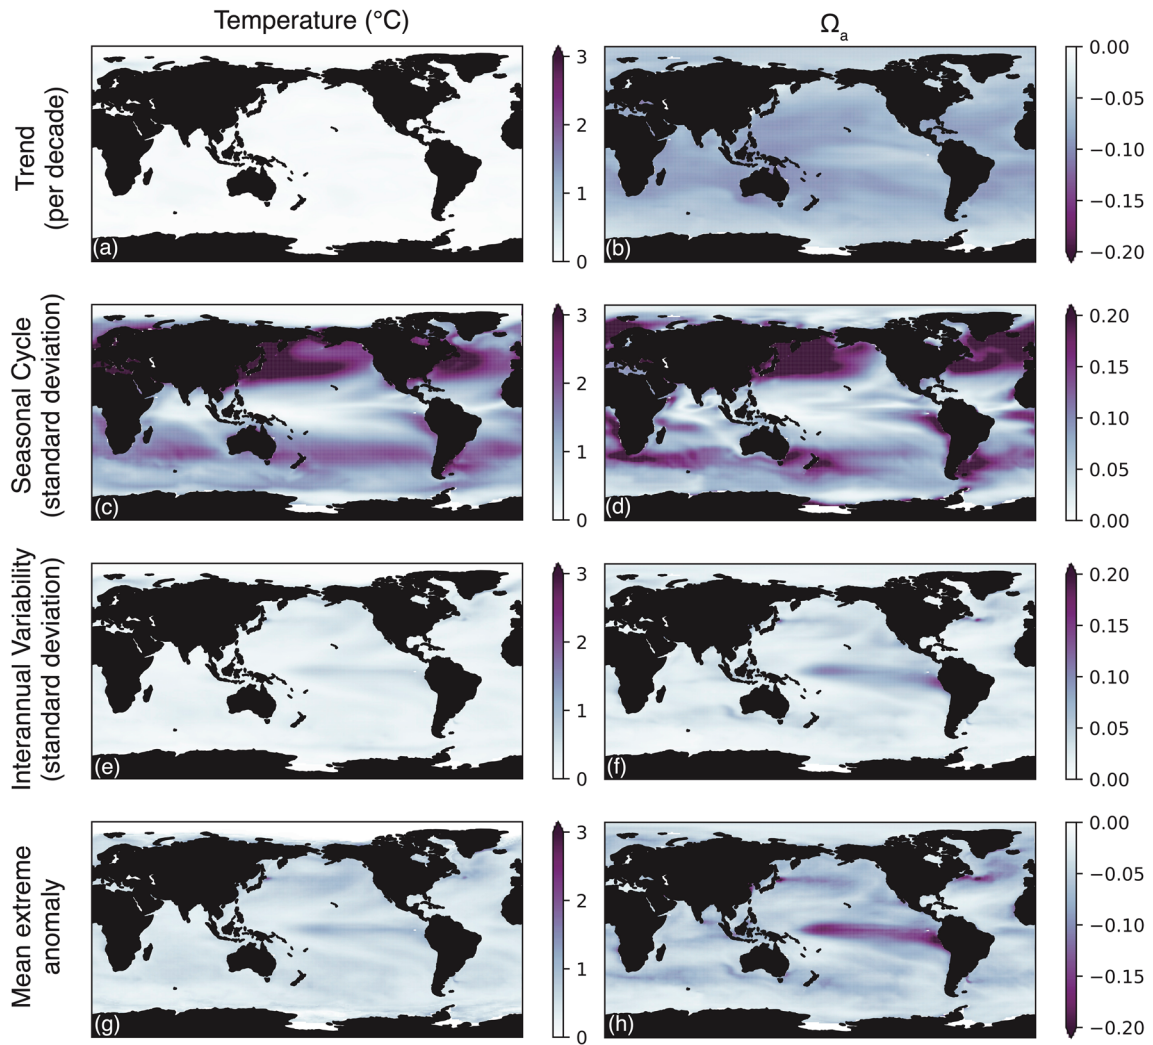 Temperature (°C)
Ωa
Trend
(per decade)
(a)
3
2
1
0
(b)
0.00
−0.05
−0.10
−0.15
−0.20
Seasonal Cycle
(standard deviation)
(c)
3
2
1
0
(d)
0.20
0.15
0.10
0.05
0.00
Interannual Variability
(standard deviation)
(e)
3
2
1
0
(f)
0.20
0.15
0.10
0.05
0.00
Mean extreme
anomaly
(g)
3
2
1
0
(h)
0.00
−0.05
−0.10
−0.15
−0.20